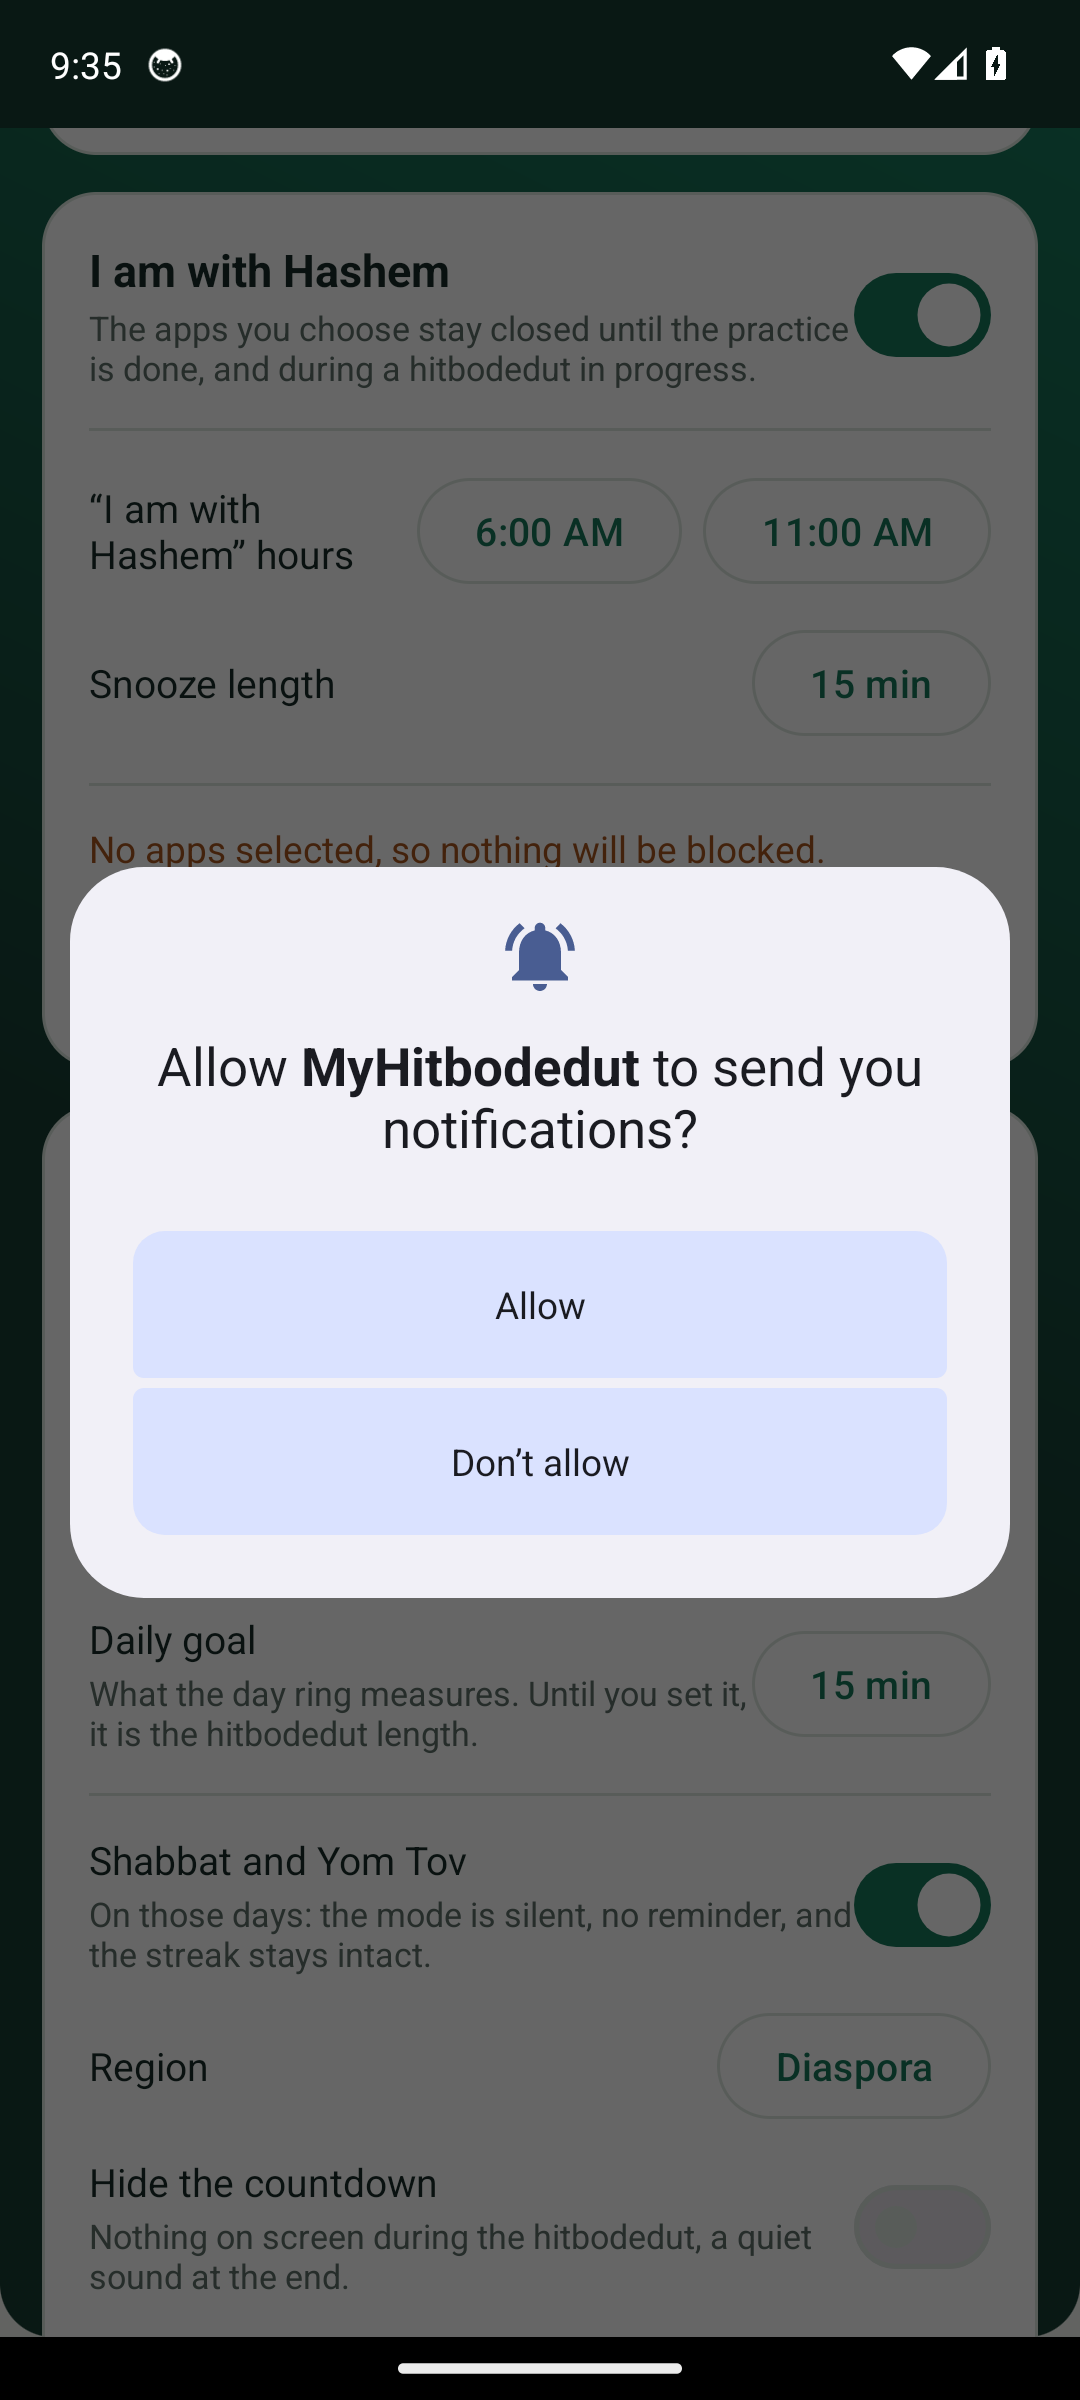 9:35
I am with Hashem
The apps you choose stay closed until the practice
is done, and during a hitbodedut in progress.
“I am with
Hashem” hours
6:00 AM
11:00 AM
Snooze length
15 min
No apps selected, so nothing will be blocked.
Allow MyHitbodedut to send you
notifications?
Allow
Don’t allow
Daily goal
What the day ring measures. Until you set it,
it is the hitbodedut length.
15 min
Shabbat and Yom Tov
On those days: the mode is silent, no reminder, and
the streak stays intact.
Region
Diaspora
Hide the countdown
Nothing on screen during the hitbodedut, a quiet
sound at the end.